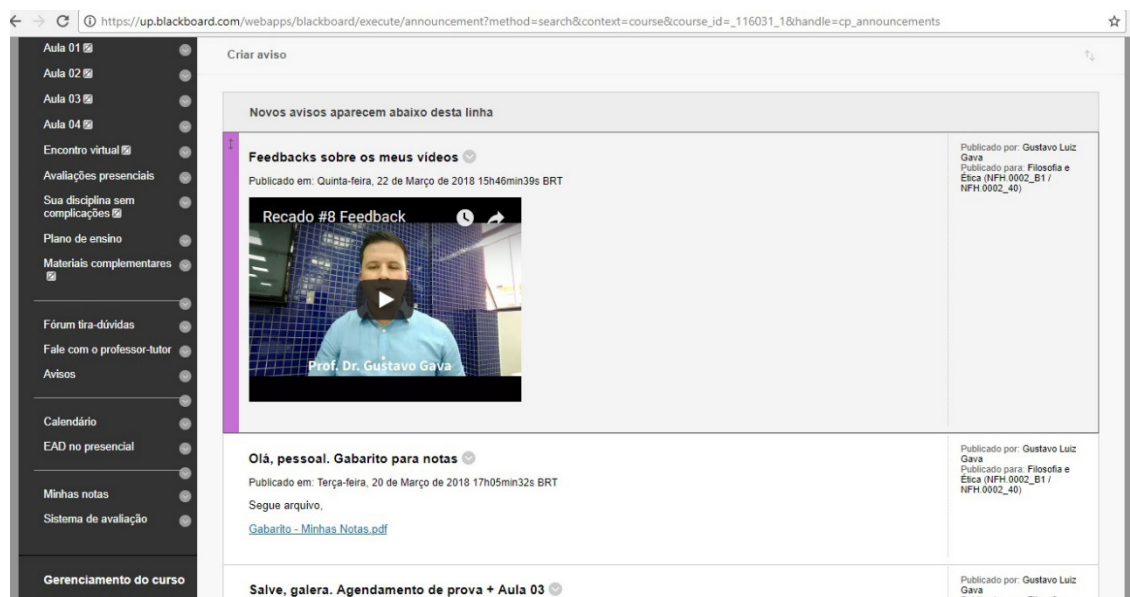 https://up.blackboard.com/webapps/blackboard/execute/announcement?method=search&context=course&course_id=_116031_1&handle=cp_announcements
Aula 01
Aula 02
Aula 03
Aula 04
Encontro virtual
Avaliações presenciais
Sua disciplina sem
complicações
Plano de ensino
Materiais complementares
Fórum tira-dúvidas
Fale com o professor-tutor
Avisos
Calendário
EAD no presencial
Minhas notas
Sistema de avaliação
Gerenciamento do curso
Criar aviso
Novos avisos aparecem abaixo desta linha
Feedbacks sobre os meus vídeos
Publicado em: Quinta-feira, 22 de Março de 2018 15h46min39s BRT
Recado #8 Feedback
Prof. Dr. Gustavo Gava
Publicado por: Gustavo Luiz
Gava
Publicado para: Filosofia e
Ética (NFH.0002_B1 /
NFH.0002_40)
Olá, pessoal. Gabarito para notas
Publicado em: Terça-feira, 20 de Março de 2018 17h05min32s BRT
Segue arquivo,
Gabarito - Minhas Notas.pdf
Publicado por: Gustavo Luiz
Gava
Publicado para: Filosofia e
Ética (NFH.0002_B1 /
NFH.0002_40)
Salve, galera. Agendamento de prova + Aula 03
Publicado por: Gustavo Luiz
Gava